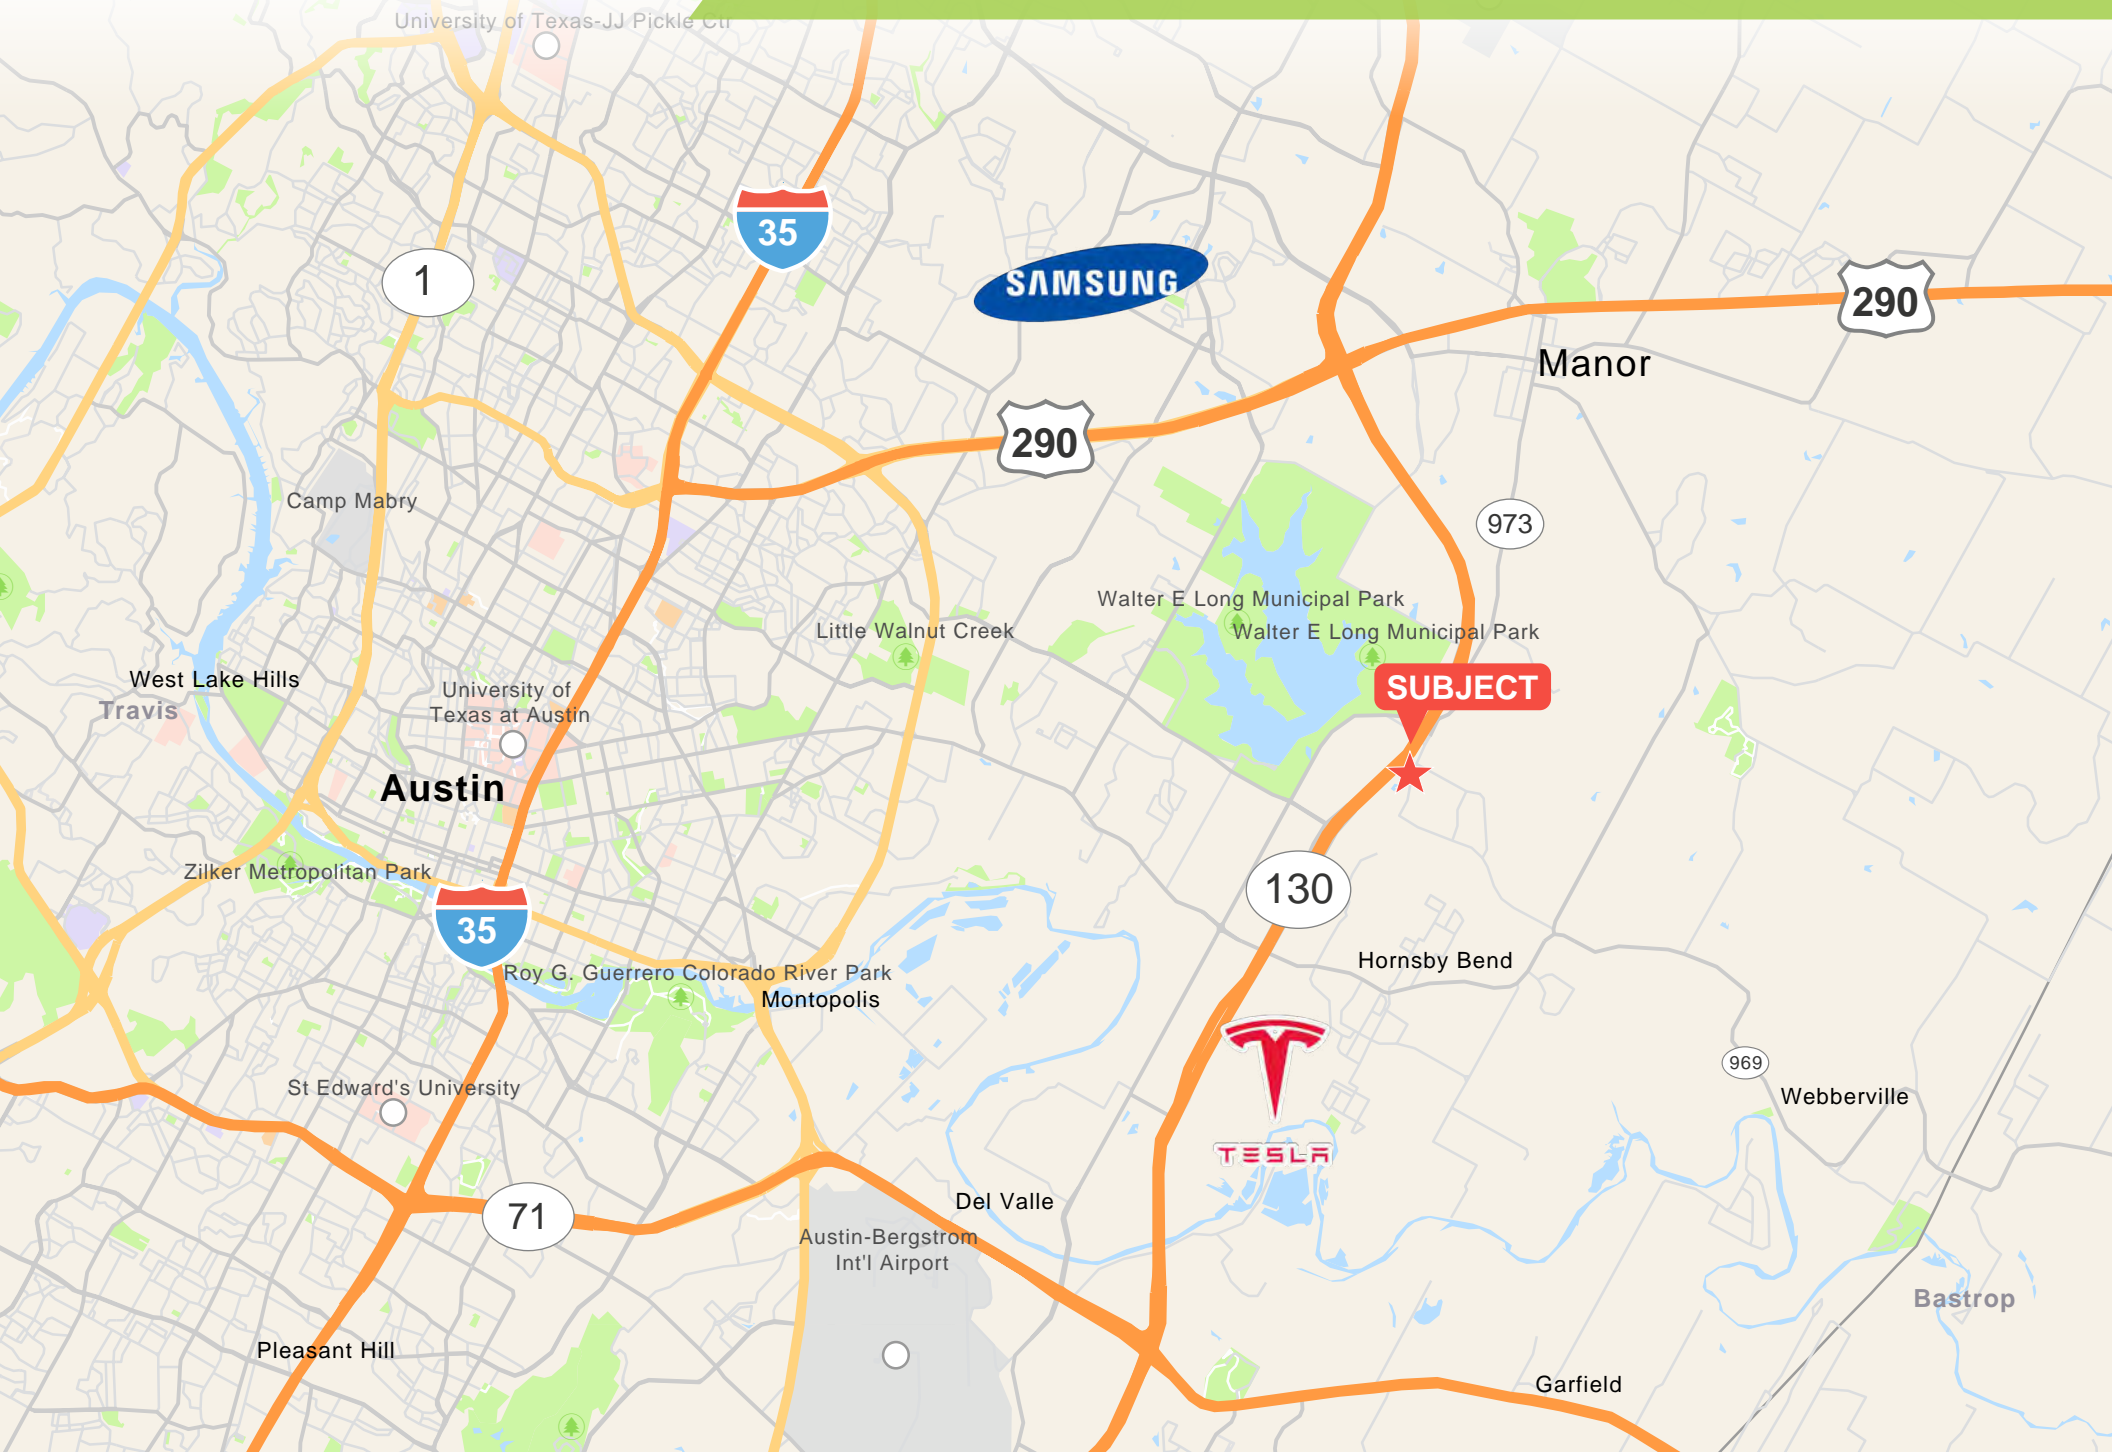 University of Texas-JJ Pickle Ctr
35
1
SAMSUNG
290
Manor
290
Camp Mabry
973
Walter E Long Municipal Park
Little Walnut Creek
Walter E Long Municipal Park
West Lake Hills
Travis
University of
Texas at Austin
SUBJECT
Austin
Zilker Metropolitan Park
130
35
Hornsby Bend
Roy G. Guerrero Colorado River Park
Montopolis
969
St Edward's University
Webberville
TESLA
71
Del Valle
Austin-Bergstrom
Int'l Airport
Bastrop
Pleasant Hill
Garfield